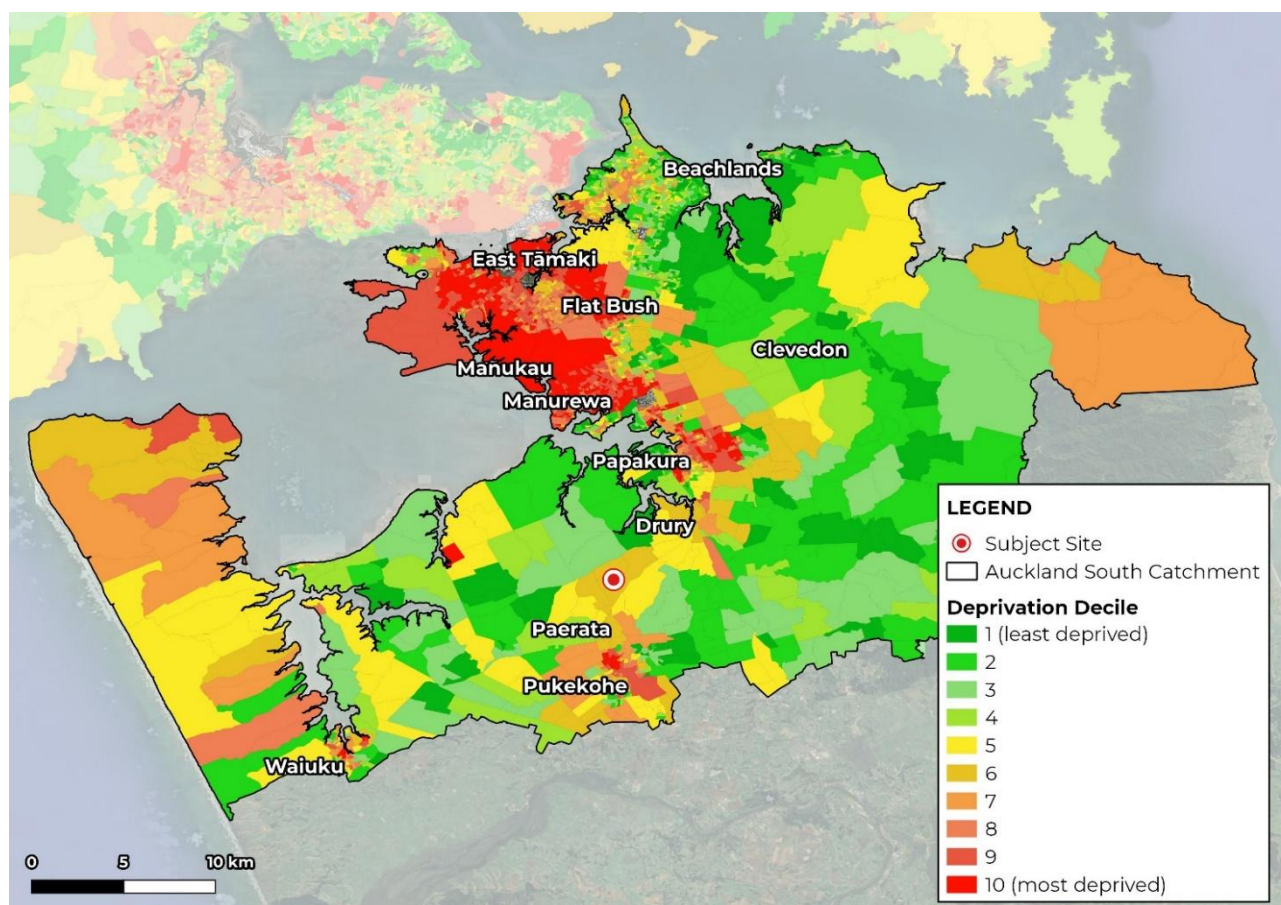 Beachlands
East Tāmaki
Flat Bush
Clevedon
Manukau
Manurewa
Papakura
Drury
Paerata
Pukekohe
Waiuku
0 5 10 km
LEGEND
Subject Site
Auckland South Catchment
Deprivation Decile
1 (least deprived)
2
3
4
5
6
7
8
9
10 (most deprived)